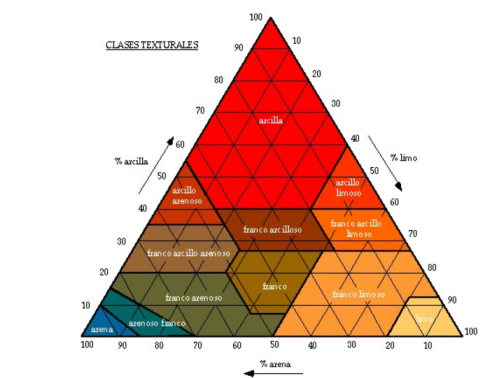 CLASES TEXTURALES
100
90
10
80
20
70
30
arcilla
60
40
% arcilla
% limo
50
50
arcillo
arenoso
arcillo
limoso
60
40
franco arcilloso
franco arcillo
limoso
70
30
franco arcillo arenoso
80
20
franco
franco arenoso
franco limoso
90
10
limo
arenoso franco
arena
100
100 90 80 70 60 50 40 30 20 10
% arena